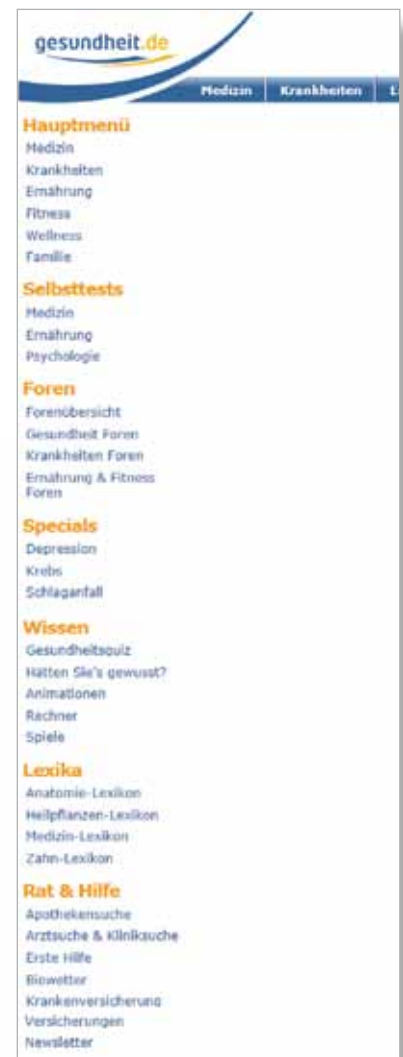 gesundheit.de
Medizin Krankheiten L
Hauptmenü
Medizin
Krankheiten
Ernährung
Fitness
Wellness
Familie
Selbsttests
Medizin
Ernährung
Psychologie
Foren
Forenübersicht
Gesundheit Foren
Krankheiten Foren
Ernährung & Fitness
Foren
Specials
Depression
Krebs
Schlaganfall
Wissen
Gesundheitsquiz
Hätten Sie's gewusst?
Animationen
Rechner
Spiele
Lexika
Anatomie-Lexikon
Heilpflanzen-Lexikon
Medizin-Lexikon
Zahn-Lexikon
Rat & Hilfe
Apothekensuche
Arztsuche & Kliniksuche
Erste Hilfe
Biowetter
Krankenversicherung
Versicherungen
Newsletter